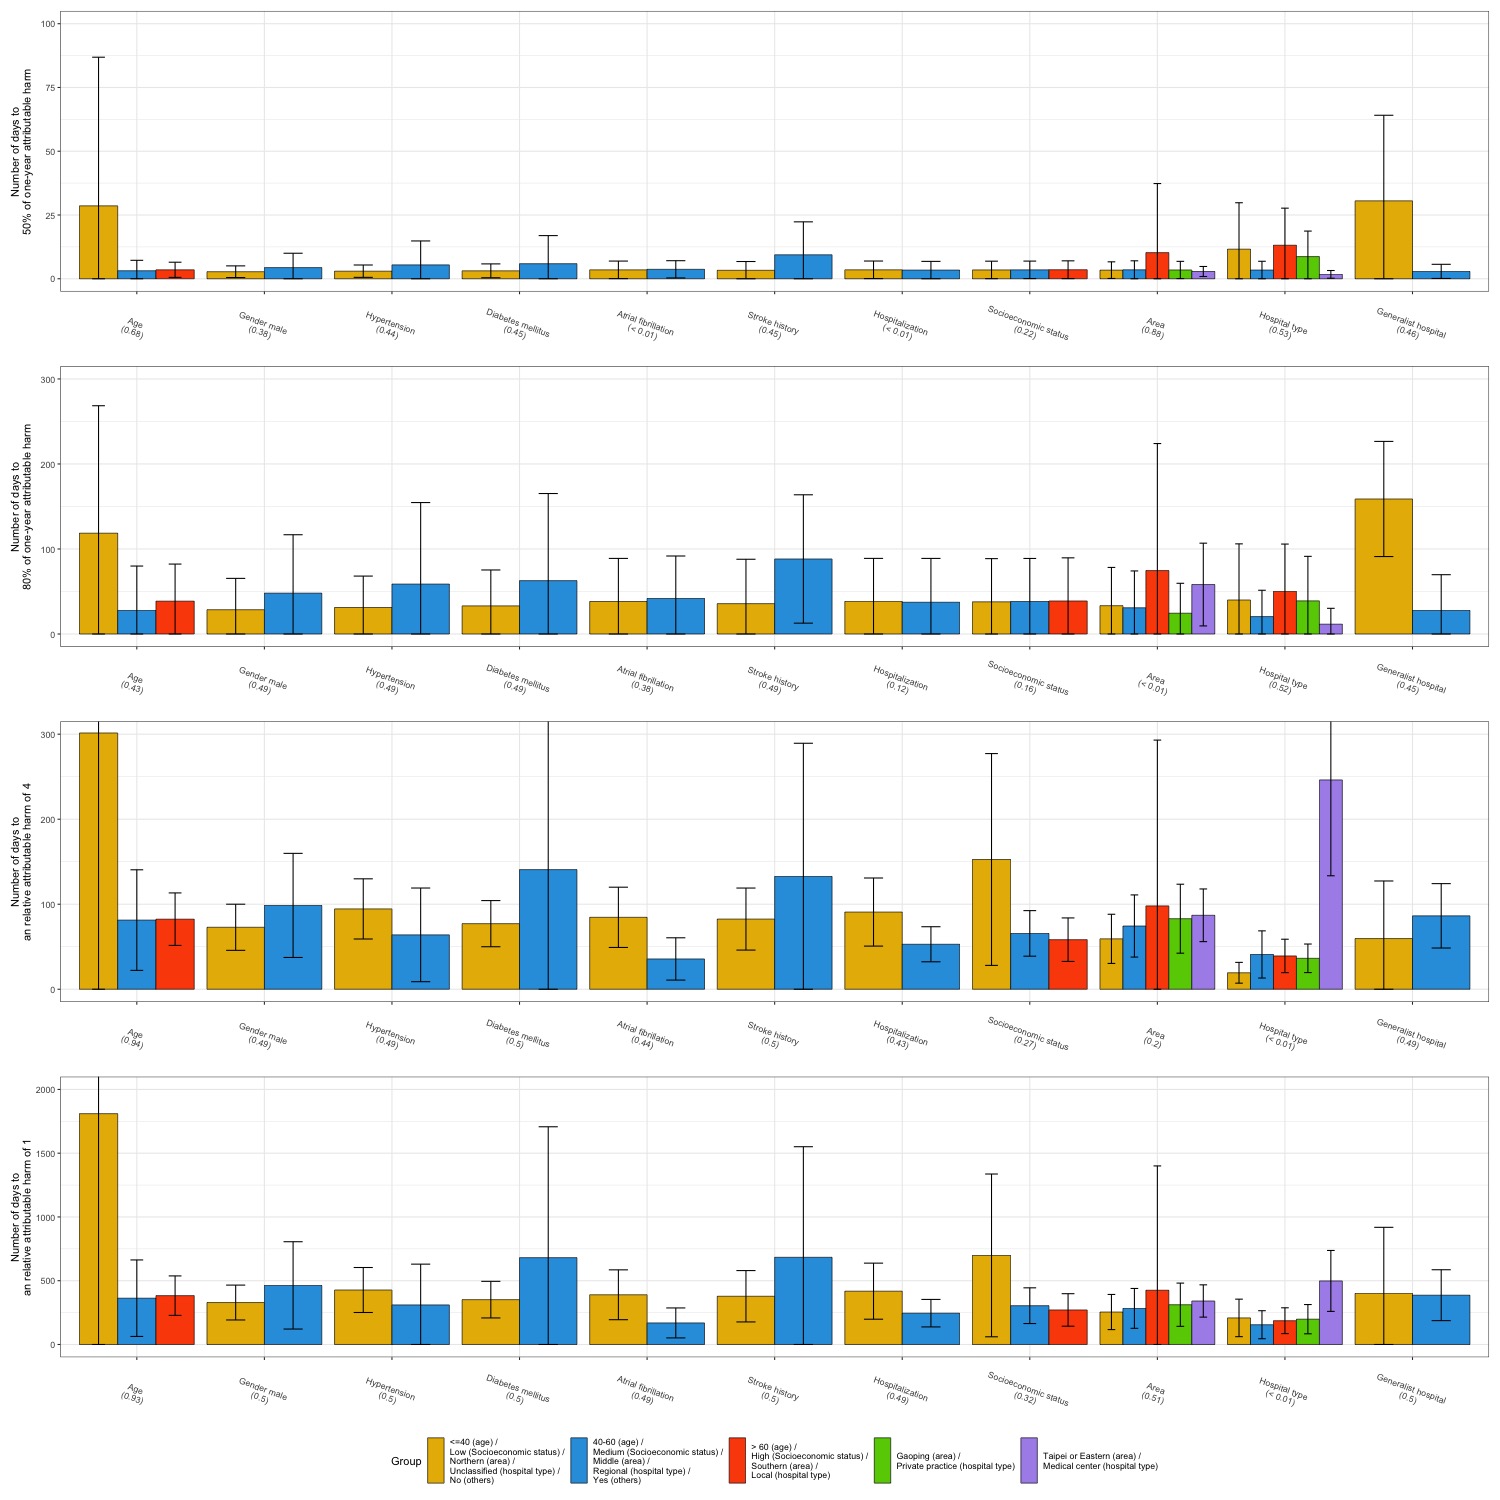 Number of days to
50% of one-year attributable harm
100
75
50
25
0
Age
(0.68)
Gender male
(0.38)
Hypertension
(0.44)
Diabetes mellitus
(0.45)
Atrial fibrillation
(< 0.01)
Stroke history
(0.45)
Hospitalization
(< 0.01)
Socioeconomic status
(0.22)
Area
(0.88)
Hospital type
(0.53)
Generalist hospital
(0.46)
Number of days to
80% of one-year attributable harm
300
200
100
0
Age
(0.43)
Gender male
(0.49)
Hypertension
(0.49)
Diabetes mellitus
(0.49)
Atrial fibrillation
(0.38)
Stroke history
(0.49)
Hospitalization
(0.12)
Socioeconomic status
(0.16)
Area
(< 0.01)
Hospital type
(0.52)
Generalist hospital
(0.45)
Number of days to
an relative attributable harm of 4
300
200
100
0
Age
(0.94)
Gender male
(0.49)
Hypertension
(0.49)
Diabetes mellitus
(0.5)
Atrial fibrillation
(0.44)
Stroke history
(0.5)
Hospitalization
(0.43)
Socioeconomic status
(0.27)
Area
(0.2)
Hospital type
(< 0.01)
Generalist hospital
(0.49)
Number of days to
an relative attributable harm of 1
2000
1500
1000
500
0
Age
(0.93)
Gender male
(0.5)
Hypertension
(0.5)
Diabetes mellitus
(0.5)
Atrial fibrillation
(0.49)
Stroke history
(0.5)
Hospitalization
(0.49)
Socioeconomic status
(0.32)
Area
(0.51)
Hospital type
(< 0.01)
Generalist hospital
(0.5)
Group
<=40 (age) /
Low (Socioeconomic status) /
Northern (area) /
Unclassified (hospital type) /
No (others)
40-60 (age) /
Medium (Socioeconomic status) /
Middle (area) /
Regional (hospital type) /
Yes (others)
> 60 (age) /
High (Socioeconomic status) /
Southern (area) /
Local (hospital type)
Gaoping (area) /
Private practice (hospital type)
Taipei or Eastern (area) /
Medical center (hospital type)